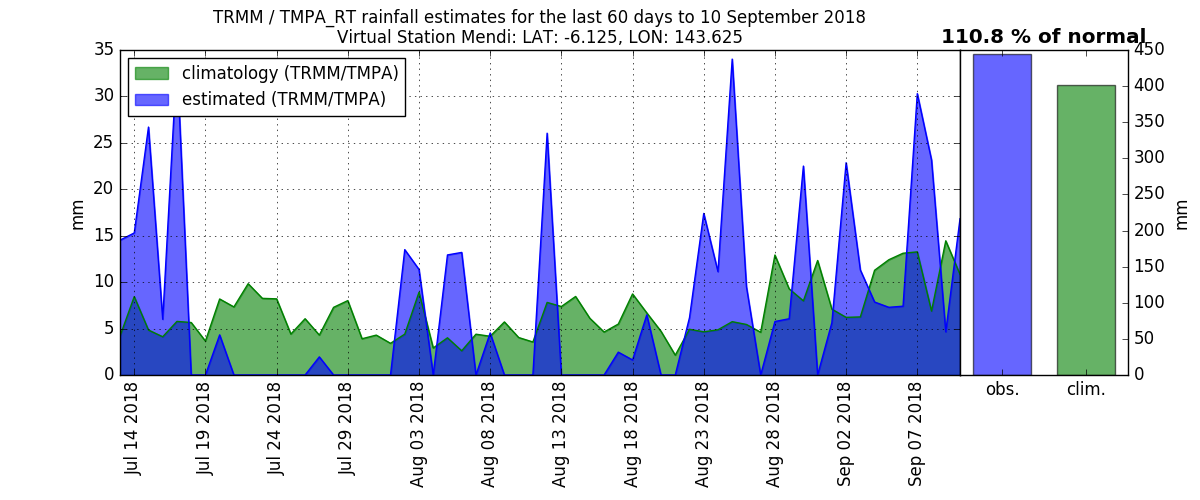 TRMM / TMPA_RT rainfall estimates for the last 60 days to 10 September 2018
Virtual Station Mendi: LAT: -6.125, LON: 143.625
110.8 % of normal
climatology (TRMM/TMPA)
estimated (TRMM/TMPA)
35
30
25
20
15
10
5
0
mm
Jul 14 2018
Jul 19 2018
Jul 24 2018
Jul 29 2018
Aug 03 2018
Aug 08 2018
Aug 13 2018
Aug 18 2018
Aug 23 2018
Aug 28 2018
Sep 02 2018
Sep 07 2018
obs.
clim.
450
400
350
300
250
200
150
100
50
0
mm